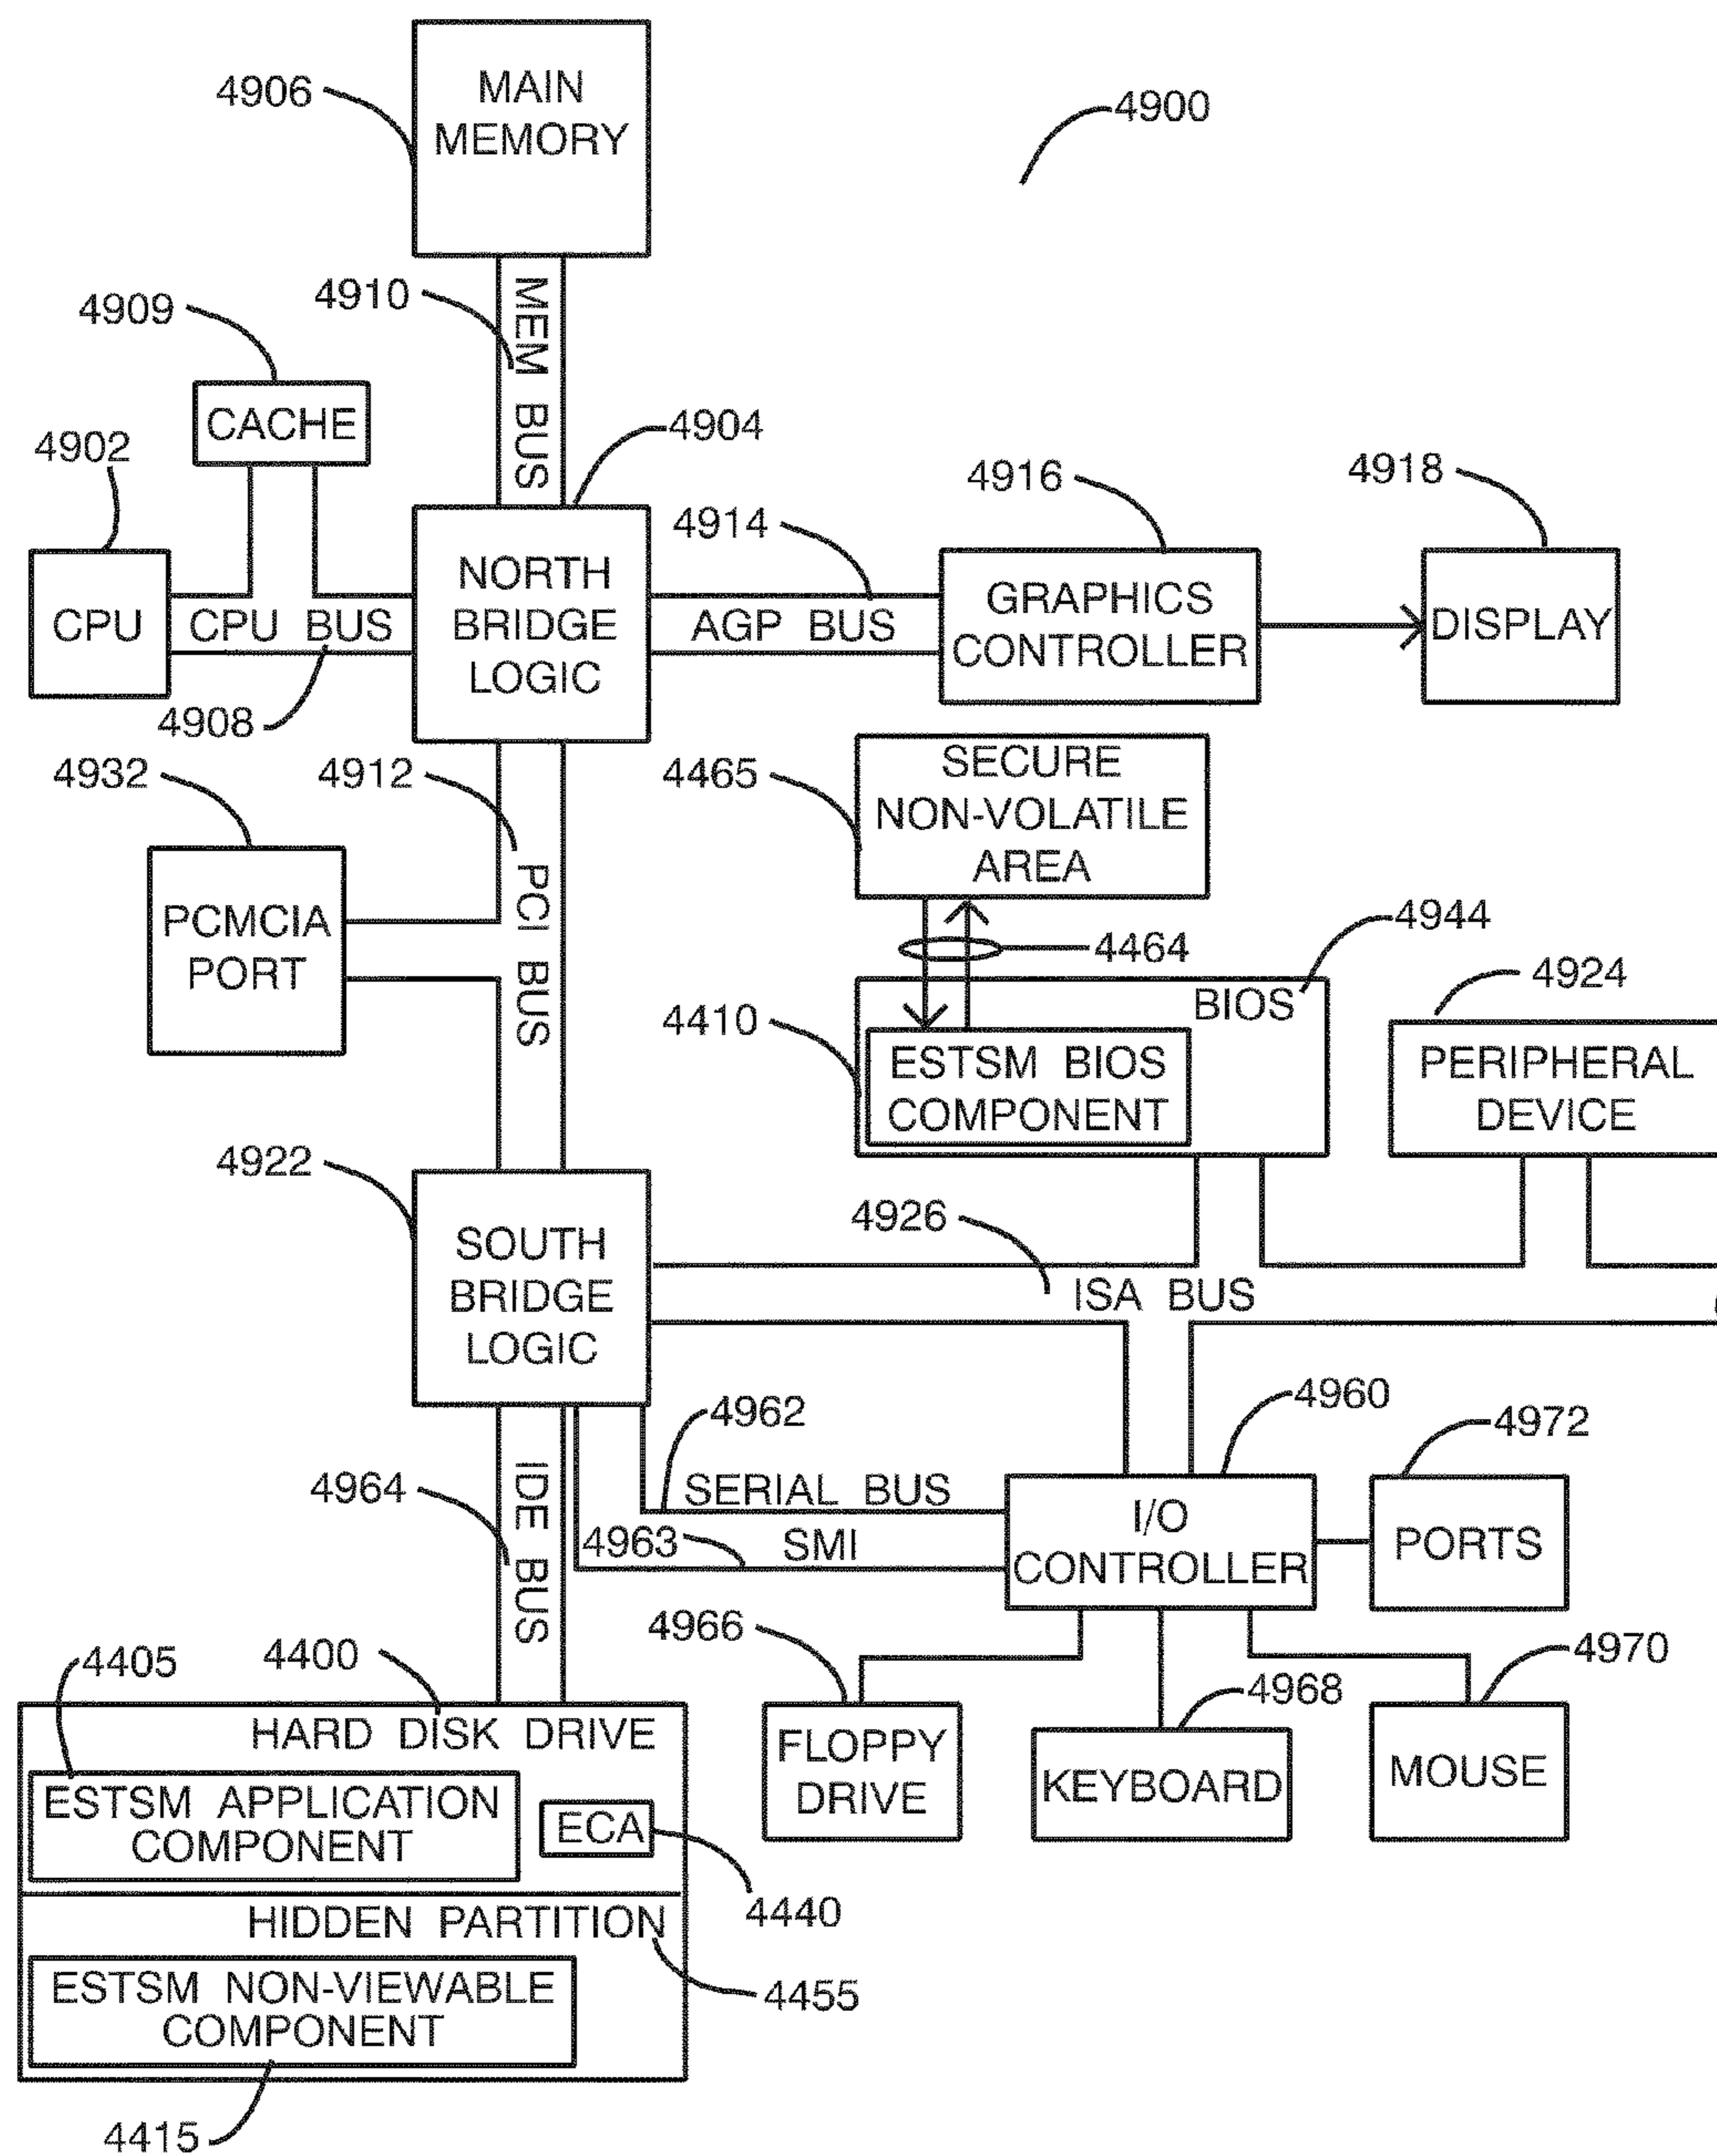 MAIN
MEMORY
4906
4900
4910
MEM BUS
4909
CACHE
4904
4902
4916
4918
4914
CPU
CPU BUS
NORTH
BRIDGE
LOGIC
AGP BUS
GRAPHICS
CONTROLLER
DISPLAY
4908
4932
4912
4465
SECURE
NON-VOLATILE
AREA
PCMCIA
PORT
PCI BUS
4464
4944
4924
BIOS
4410
ESTSM BIOS
COMPONENT
PERIPHERAL
DEVICE
4922
4926
SOUTH
BRIDGE
LOGIC
ISA BUS
4962
4960
4972
4964
IDE BUS
SERIAL BUS
4963
SMI
I/O
CONTROLLER
PORTS
4966
4970
4968
FLOPPY
DRIVE
KEYBOARD
MOUSE
4405
4400
HARD DISK DRIVE
ESTSM APPLICATION
COMPONENT
ECA
4440
HIDDEN PARTITION
4455
ESTSM NON-VIEWABLE
COMPONENT
4415